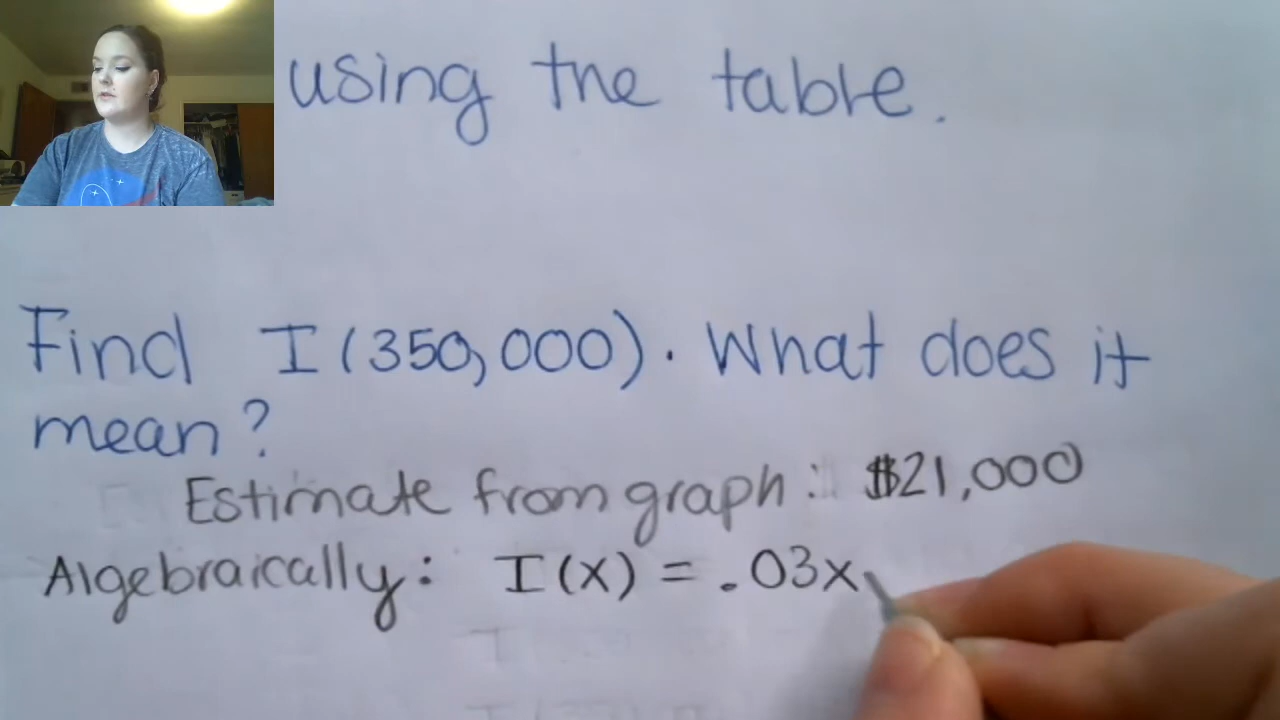 using the table.
Find I(350,000). What does it
mean?
Estimate from graph: $21,000
Algebraically: I(x) = .03x